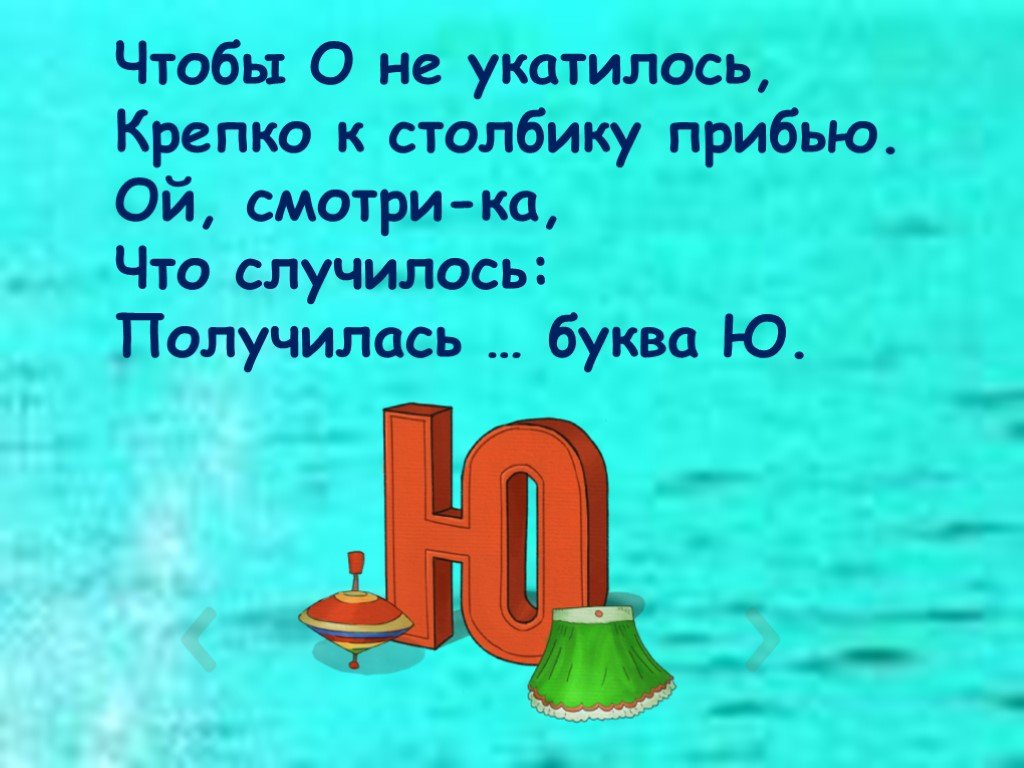 Чтобы О не укатилось,
Крепко к столбику прибью.
Ой, смотри-ка,
Что случилось:
Получилась … буква Ю.
Ю